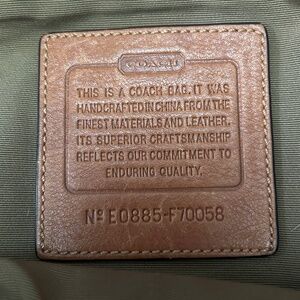 COACH
THIS IS A COACH BAG. IT WAS
HANDCRAFTED IN CHINA FROM THE
FINEST MATERIALS AND LEATHER.
ITS SUPERIOR CRAFTSMANSHIP
REFLECTS OUR COMMITMENT TO
ENDURING QUALITY.
Nº E0885-F70058